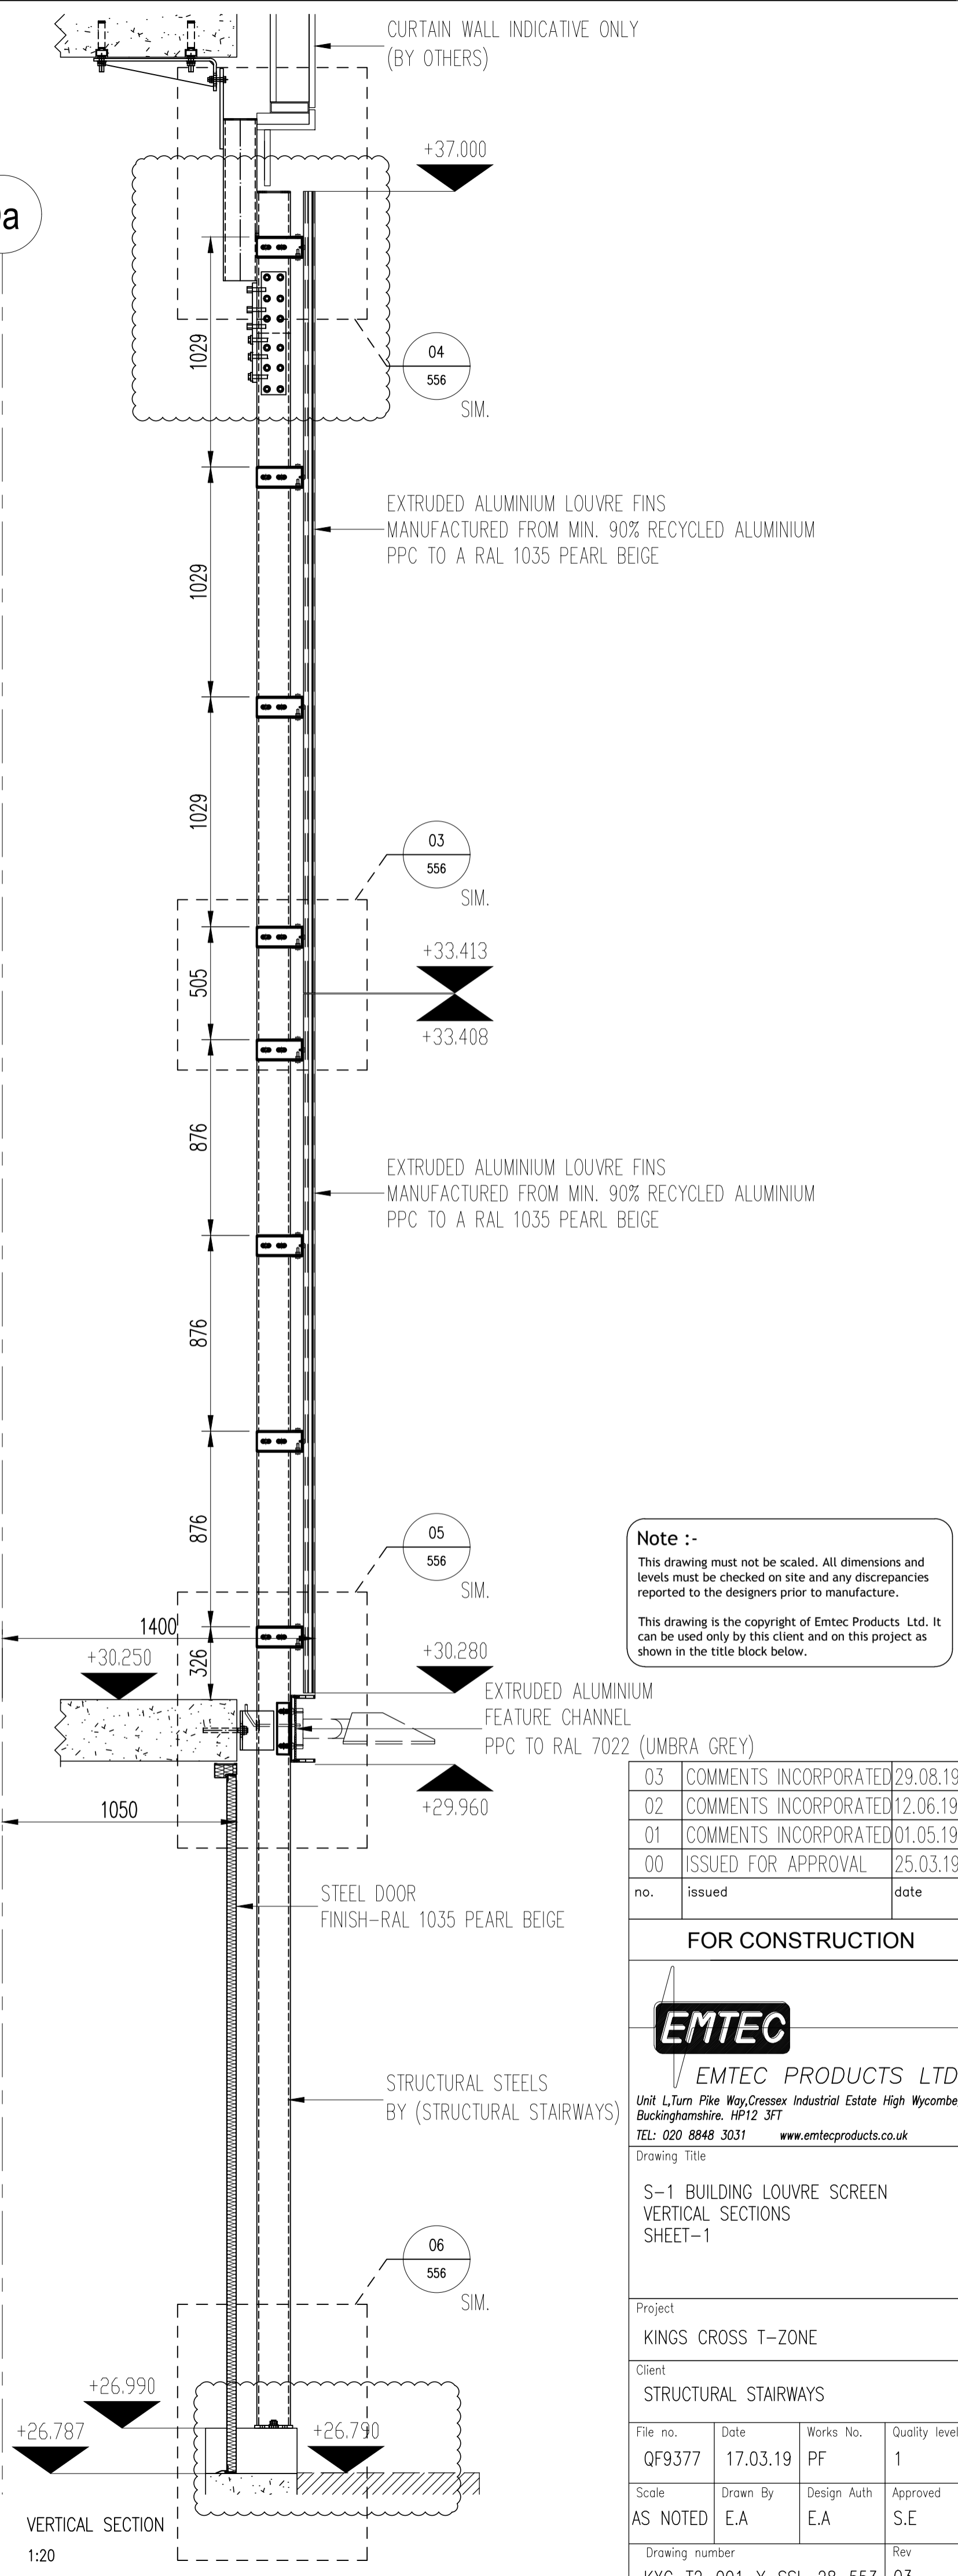 CURTAIN WALL INDICATIVE ONLY
(BY OTHERS)
+37.000
9a
1029
04
556
SIM.
EXTRUDED ALUMINIUM LOUVRE FINS
MANUFACTURED FROM MIN. 90% RECYCLED ALUMINIUM
PPC TO A RAL 1035 PEARL BEIGE
1029
1029
03
556
SIM.
+33.413
505
+33.408
876
EXTRUDED ALUMINIUM LOUVRE FINS
MANUFACTURED FROM MIN. 90% RECYCLED ALUMINIUM
PPC TO A RAL 1035 PEARL BEIGE
876
876
05
556
SIM.
1400
+30.250
326
+30.280
EXTRUDED ALUMINIUM
FEATURE CHANNEL
PPC TO RAL 7022 (UMBRA GREY)
+29.960
1050
STEEL DOOR
FINISH-RAL 1035 PEARL BEIGE
STRUCTURAL STEELS
BY (STRUCTURAL STAIRWAYS)
06
556
SIM.
+26.990
+26.787
+26.790
VERTICAL SECTION
1:20
Note :-
This drawing must not be scaled. All dimensions and
levels must be checked on site and any discrepancies
reported to the designers prior to manufacture.
This drawing is the copyright of Emtec Products Ltd. It
can be used only by this client and on this project as
shown in the title block below.
03 COMMENTS INCORPORATED 29.08.19
02 COMMENTS INCORPORATED 12.06.19
01 COMMENTS INCORPORATED 01.05.19
00 ISSUED FOR APPROVAL 25.03.19
no. issued date
FOR CONSTRUCTION
EMTEC
EMTEC PRODUCTS LTD
Unit L,Turn Pike Way,Cressex Industrial Estate High Wycombe,
Buckinghamshire. HP12 3FT
TEL: 020 8848 3031 www.emtecproducts.co.uk
Drawing Title
S-1 BUILDING LOUVRE SCREEN
VERTICAL SECTIONS
SHEET-1
Project
KINGS CROSS T-ZONE
Client
STRUCTURAL STAIRWAYS
File no. Date Works No. Quality level
QF9377 17.03.19 PF 1
Scale Drawn By Design Auth Approved
AS NOTED E.A E.A S.E
Drawing number Rev
03